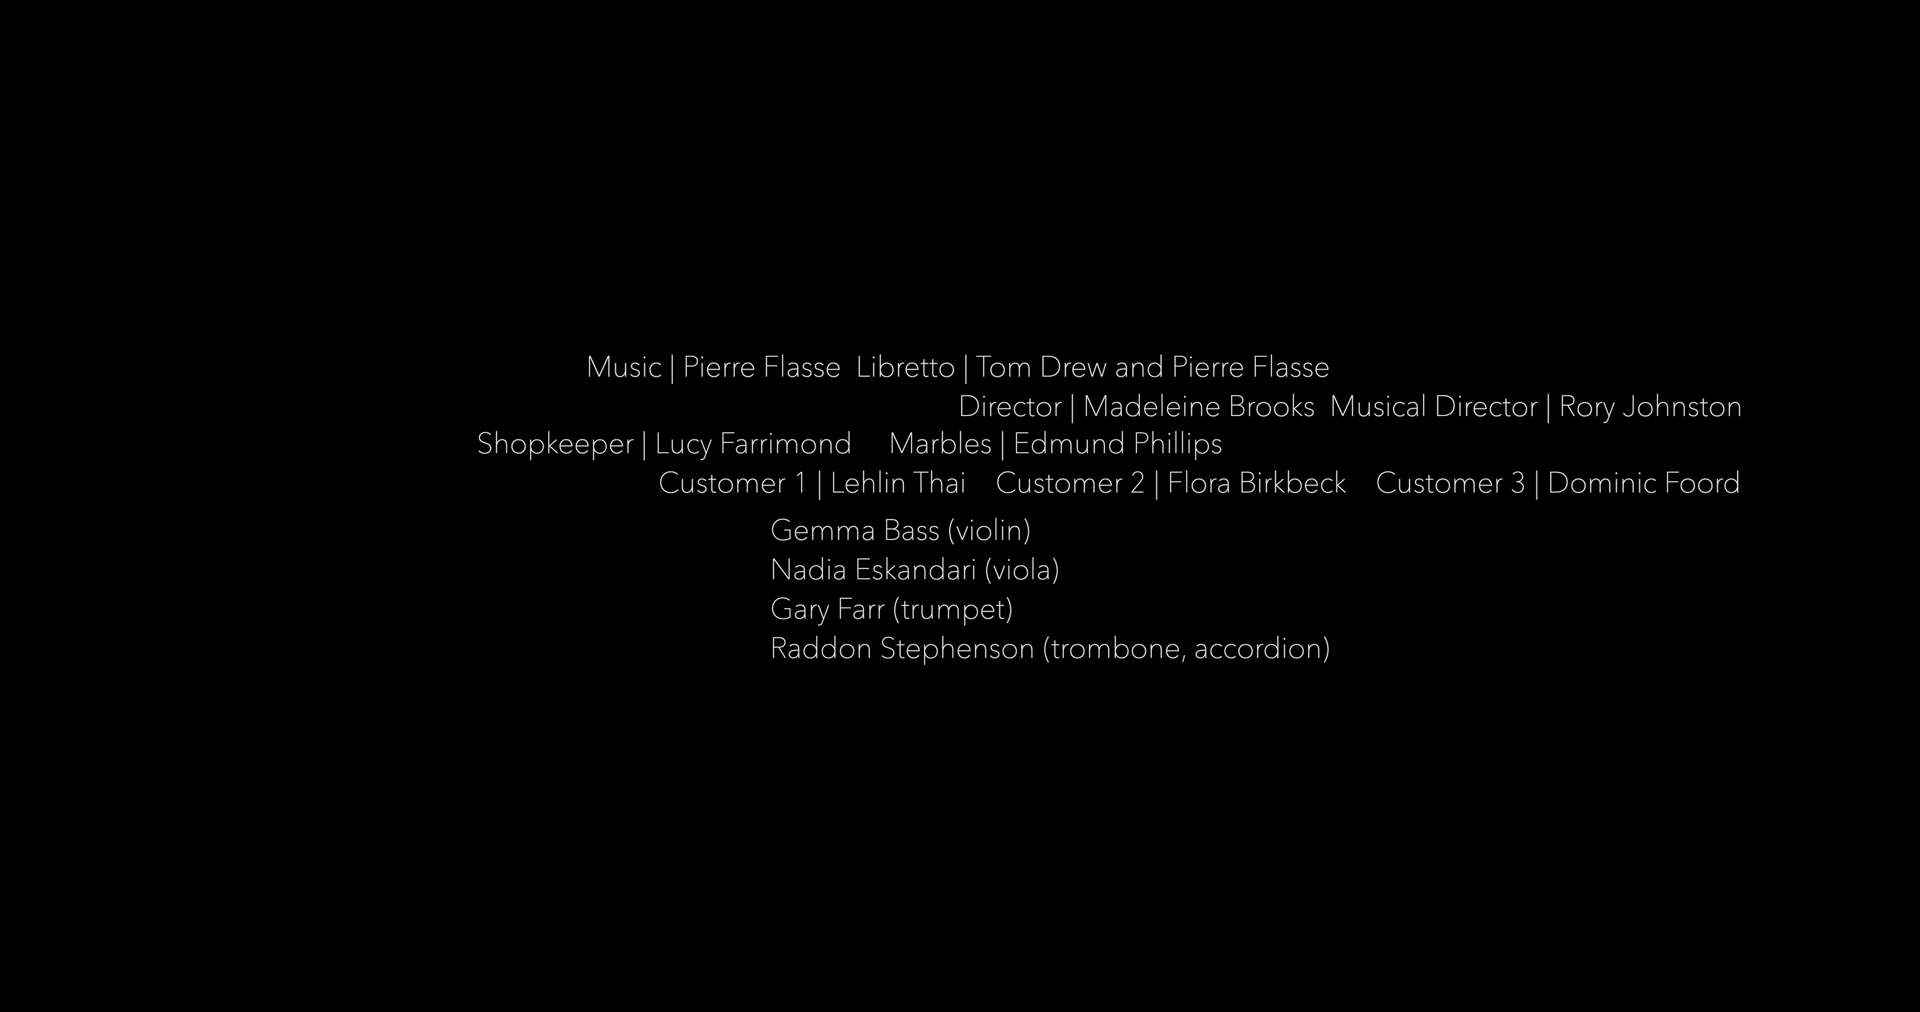 Music | Pierre Flasse Libretto | Tom Drew and Pierre Flasse
Director | Madeleine Brooks Musical Director | Rory Johnston
Shopkeeper | Lucy Farrimond Marbles | Edmund Phillips
Customer 1 | Lehlin Thai Customer 2 | Flora Birkbeck Customer 3 | Dominic Foord
Gemma Bass (violin)
Nadia Eskandari (viola)
Gary Farr (trumpet)
Raddon Stephenson (trombone, accordion)